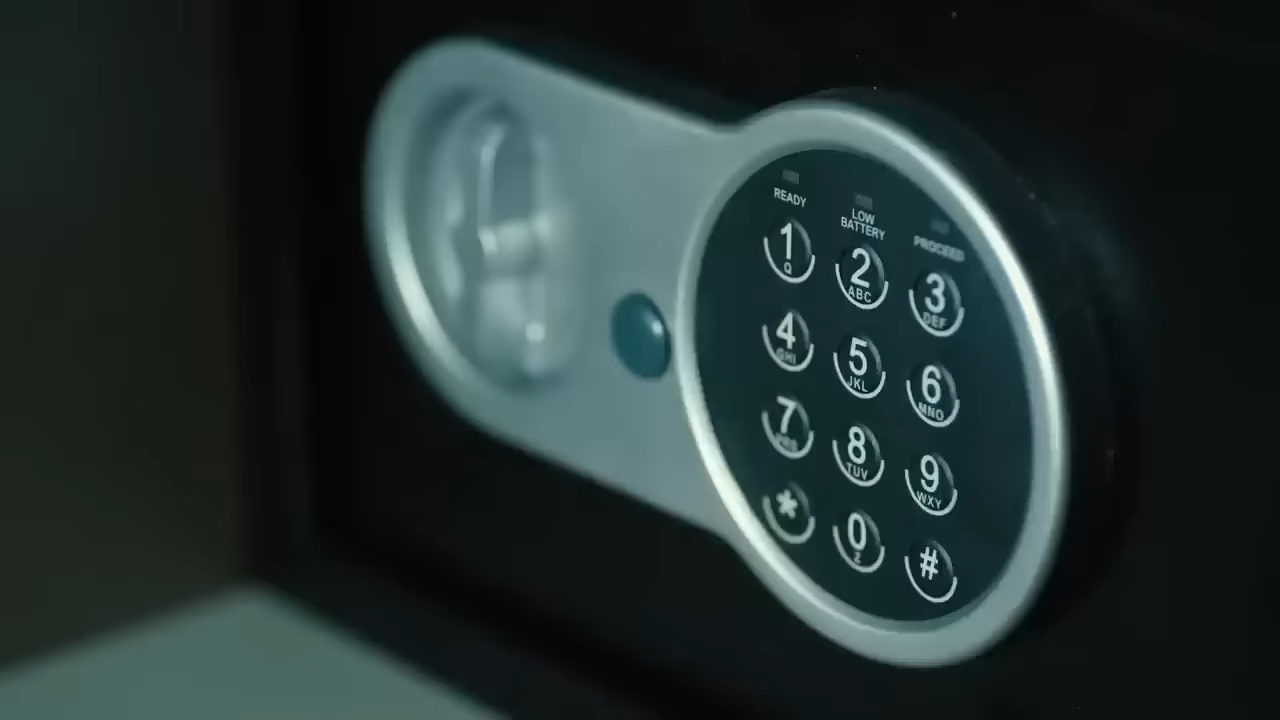 READY
LOW
BATTERY
PROCEED
1
Q
2
ABC
3
DEF
4
GHI
5
JKL
6
MNO
7
PRS
8
TUV
9
WXY
*
0
Z
#